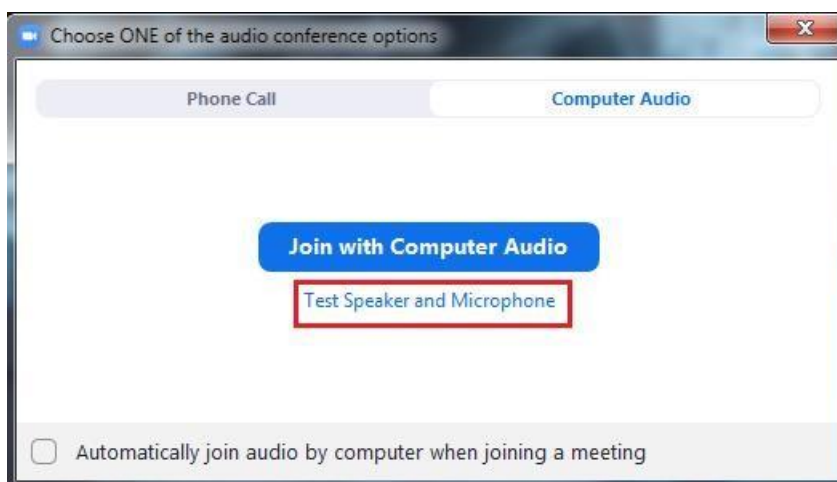 Choose ONE of the audio conference options
Phone Call
Computer Audio
Join with Computer Audio
Test Speaker and Microphone
Automatically join audio by computer when joining a meeting